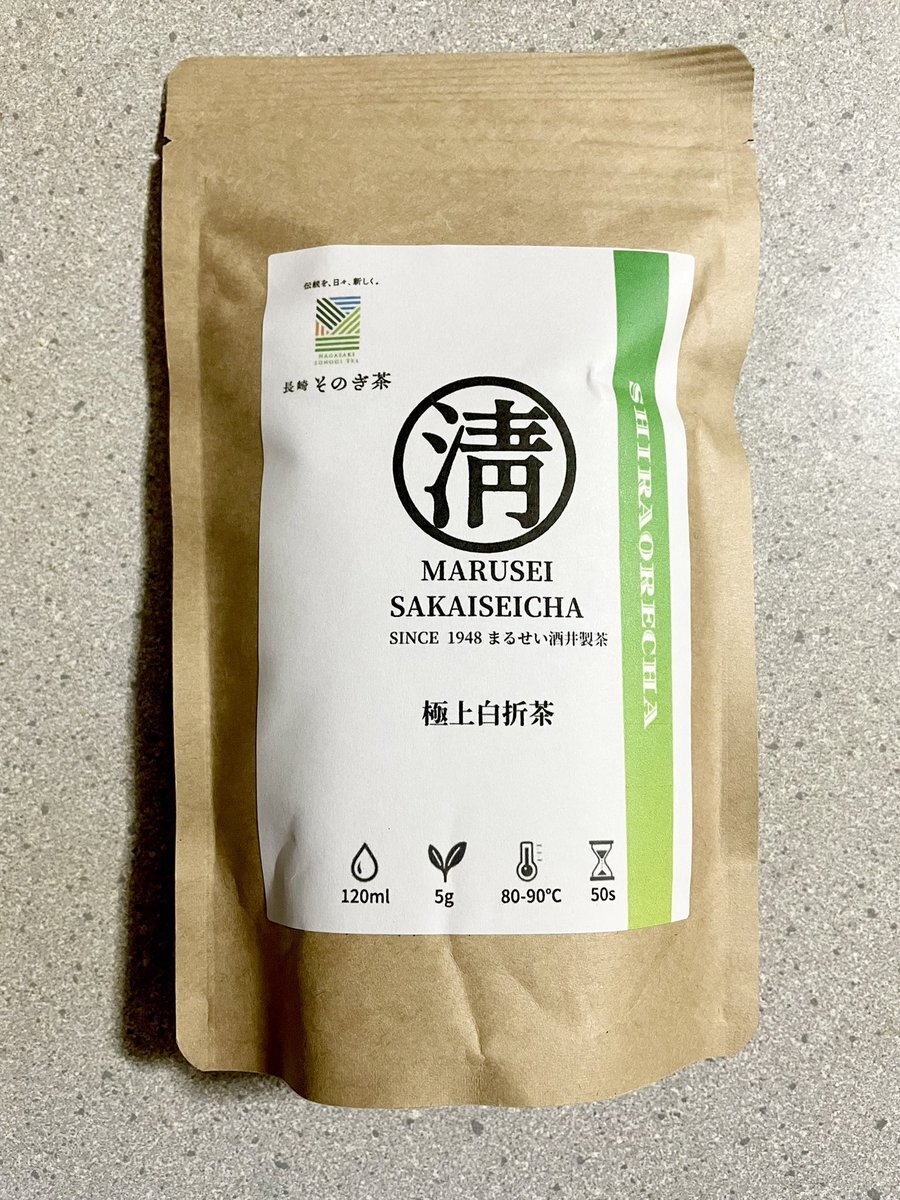 伝統を、日々、新しく。
NAGASAKI
SONOGI TEA
長崎 そのぎ茶
淸
MARUSEI
SAKAISEICHA
SINCE 1948 まるせい酒井製茶
極上白折茶
120ml
5g
80-90℃
50s
SHIRAORECHA